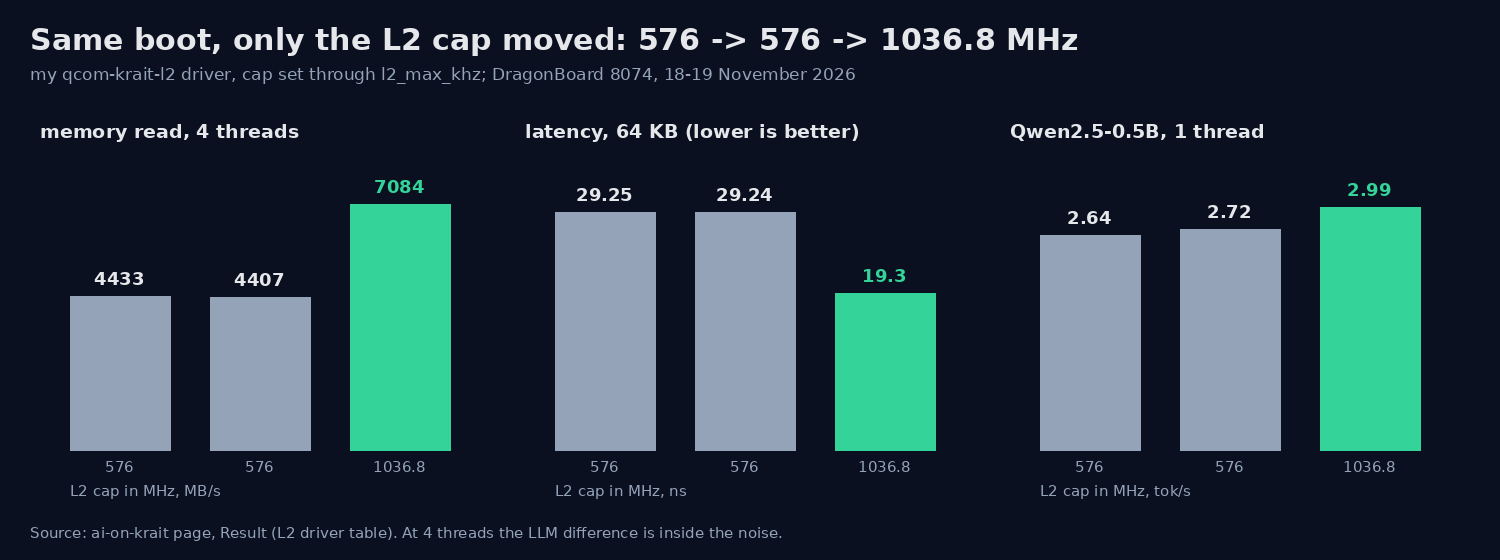 Same boot, only the L2 cap moved: 576 -> 576 -> 1036.8 MHz
my qcom-krait-l2 driver, cap set through l2_max_khz; DragonBoard 8074, 18-19 November 2026
memory read, 4 threads
4433
4407
7084
576
576
1036.8
L2 cap in MHz, MB/s
latency, 64 KB (lower is better)
29.25
29.24
19.3
576
576
1036.8
L2 cap in MHz, ns
Qwen2.5-0.5B, 1 thread
2.64
2.72
2.99
576
576
1036.8
L2 cap in MHz, tok/s
Source: ai-on-krait page, Result (L2 driver table). At 4 threads the LLM difference is inside the noise.